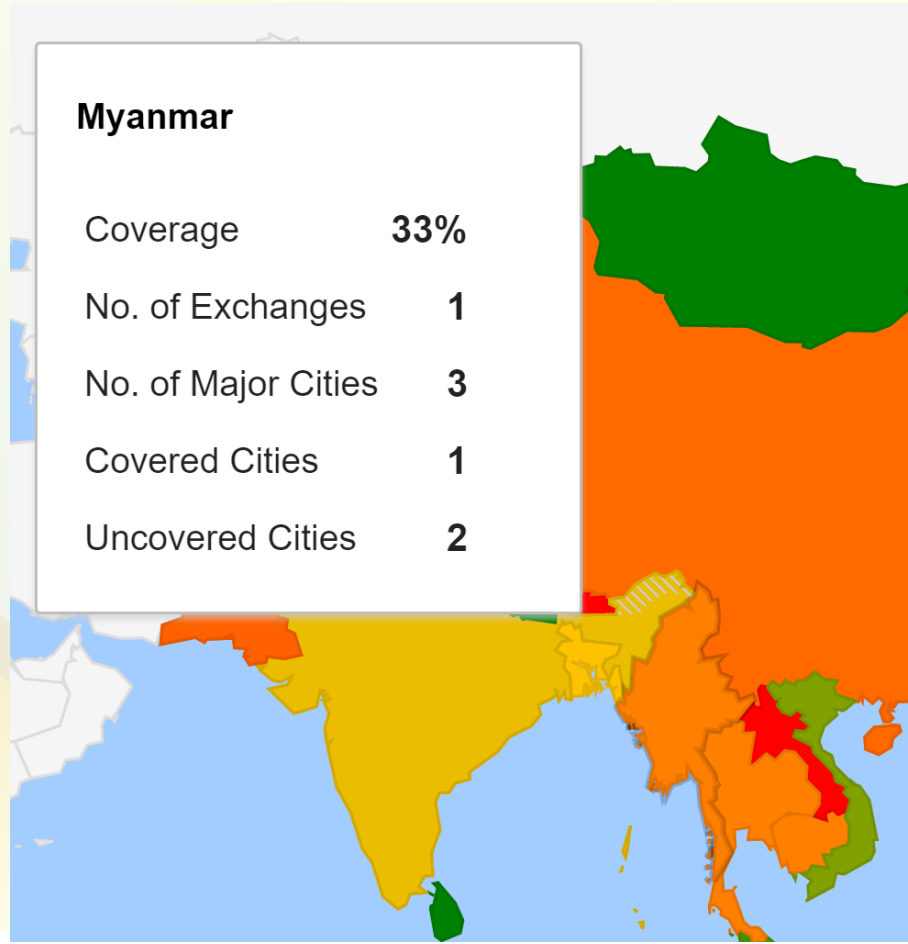 Myanmar
Coverage 33%
No. of Exchanges 1
No. of Major Cities 3
Covered Cities 1
Uncovered Cities 2